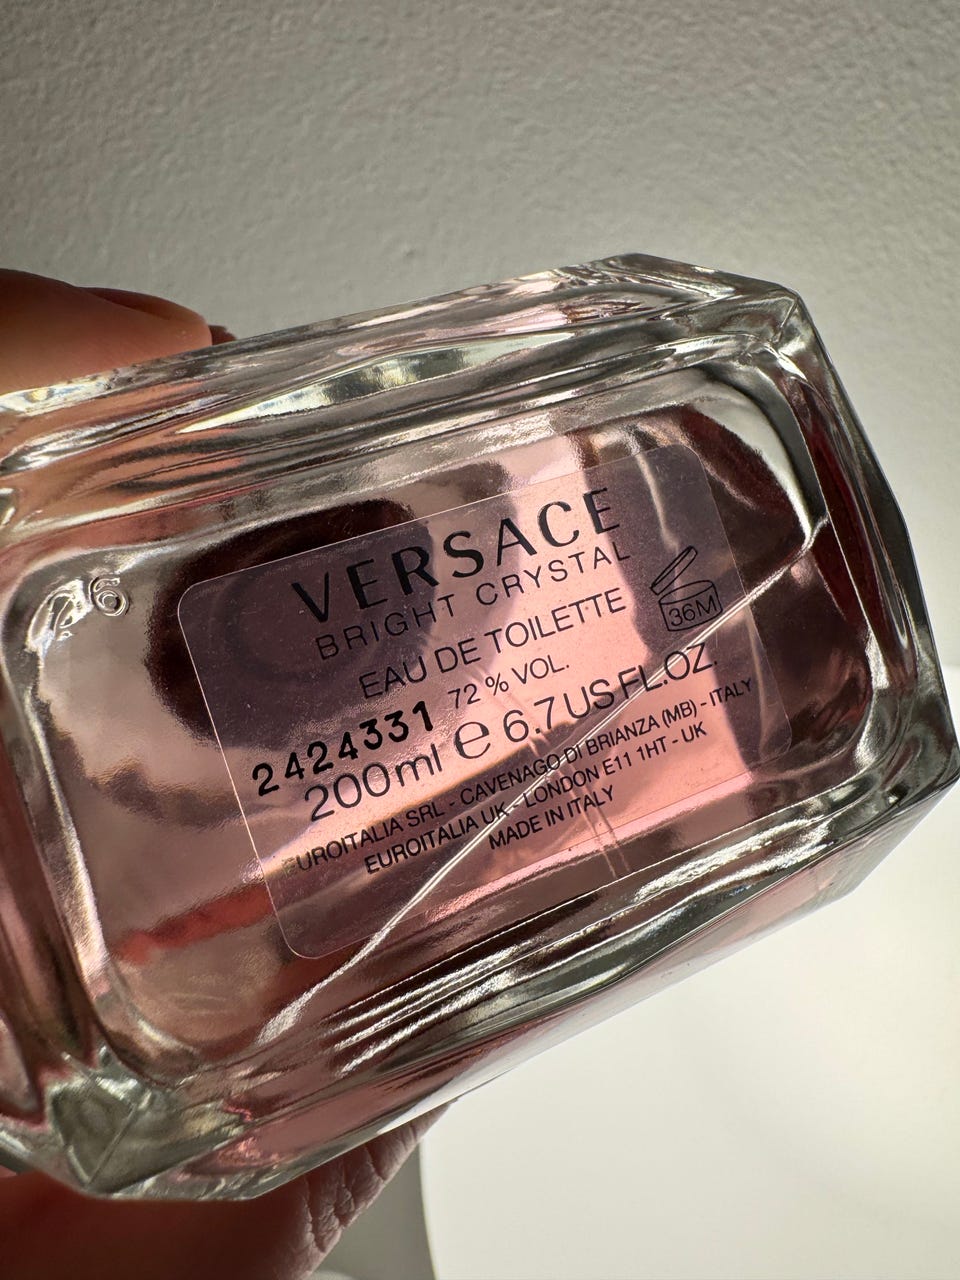 VERSACE
BRIGHT CRYSTAL
EAU DE TOILETTE
36M
72 % VOL.
2424331
200ml e 6.7 US FL.OZ.
EUROITALIA SRL - CAVENAGO DI BRIANZA (MB) - ITALY
EUROITALIA UK - LONDON E11 1HT - UK
MADE IN ITALY